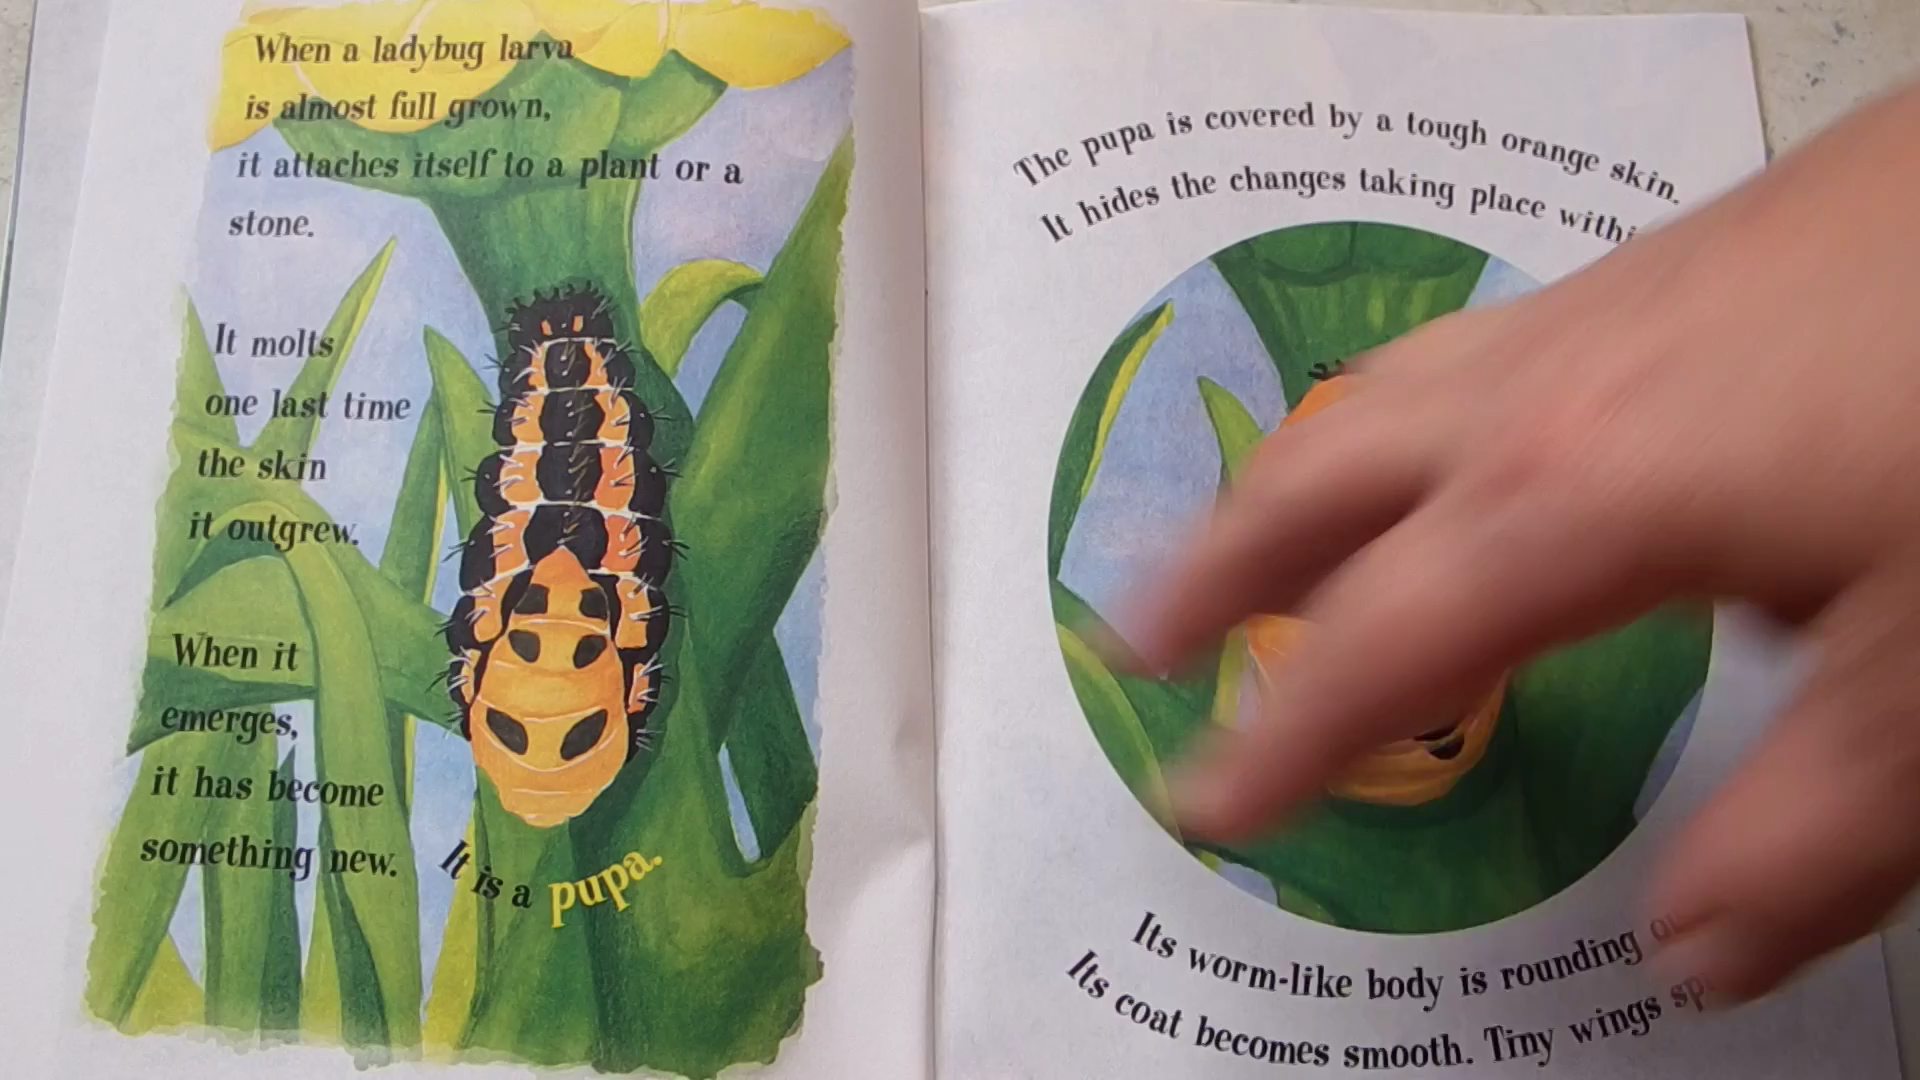 When a ladybug larva
is almost full grown,
it attaches itself to a plant or a
stone.
It molts
one last time
the skin
it outgrew.
When it
emerges,
it has become
something new.
It is a pupa.
The pupa is covered by a tough orange skin.
It hides the changes taking place
Its worm-like body is rounding
Its coat becomes smooth. Tiny wings